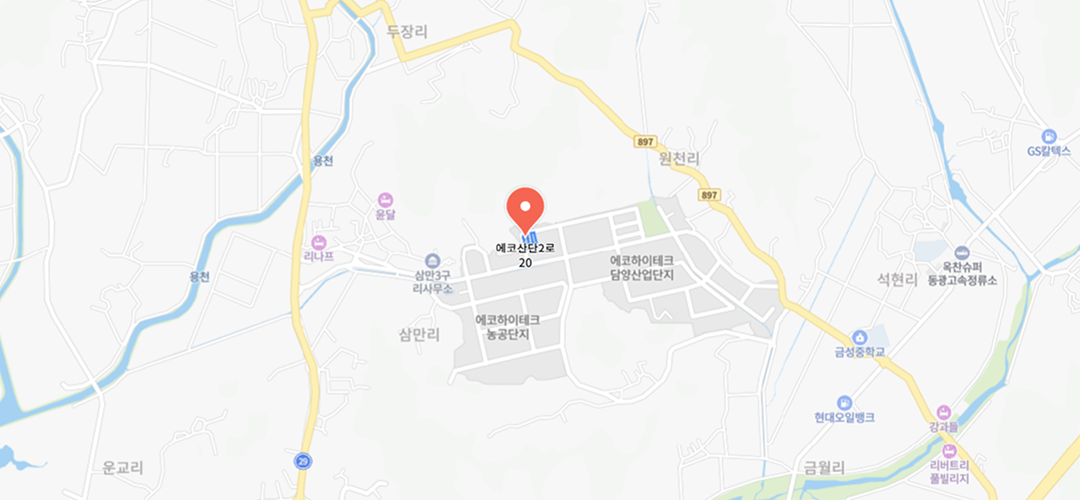 두장리
용천
897
원천리
GS칼텍스
897
윤달
리나프
에코산단2로
20
삼만3구
리사무소
에코하이테크
담양산업단지
용천
석현리
옥찬슈퍼
동광고속정류소
에코하이테크
농공단지
삼만리
금성중학교
현대오일뱅크
강과돌
29
운교리
금월리
리버트리
풀빌리지